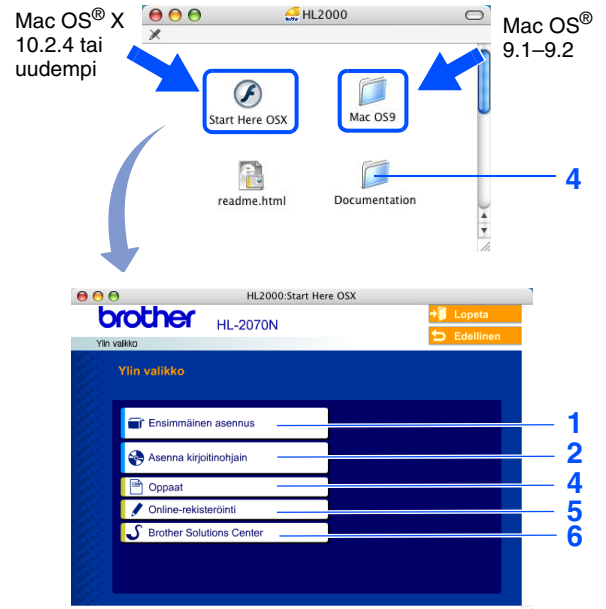 Mac OS® X
10.2.4 tai
uudempi
brother HL2000
Mac OS®
9.1–9.2
Start Here OSX
Mac OS9
readme.html
Documentation
4
HL2000:Start Here OSX
brother HL-2070N
Lopeta
Edellinen
Ylin valikko
Ylin valikko
Ensimmäinen asennus
1
Asenna kirjoitinohjain
2
Oppaat
4
Online-rekisteröinti
5
Brother Solutions Center
6